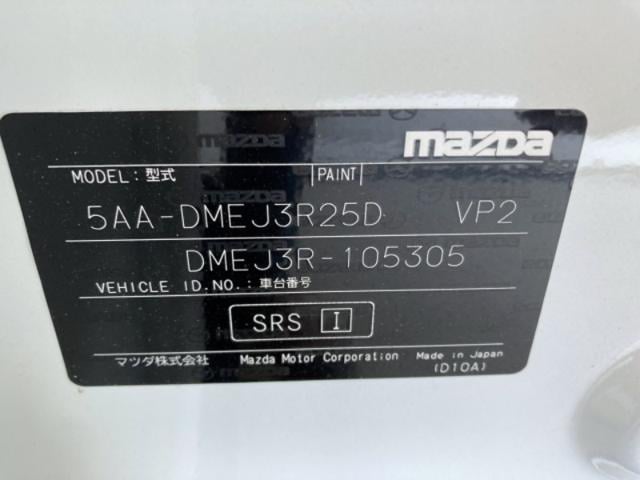 mazda
MODEL:型式 PAINT
5AA-DMEJ3R25D VP2
DMEJ3R-105305
VEHICLE ID.NO.:車台番号
SRS I
マツダ株式会社 Mazda Motor Corporation Made in Japan
(D10A)